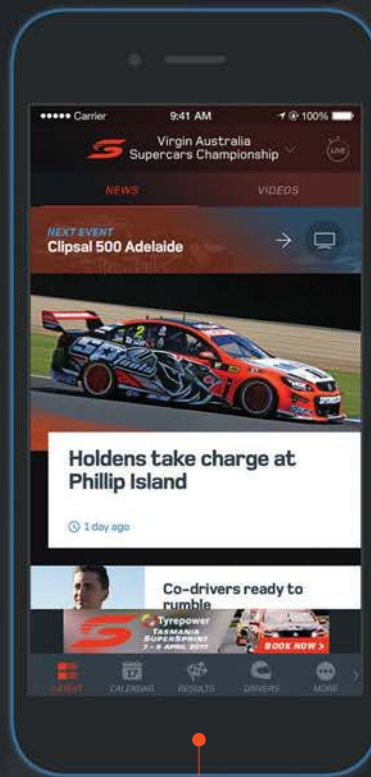 Carrier
9:41 AM
100%
Virgin Australia
Supercars Championship
LIVE
NEWS
VIDEOS
NEXT EVENT
Clipsal 500 Adelaide
2
Holdens take charge at
Phillip Island
1 day ago
Co-drivers ready to
rumble
Tyrepower
TASMANIA
SUPERSPRINT
7 - 9 APRIL 2017
BOOK NOW >
17
LATEST
CALENDAR
RESULTS
DRIVERS
MORE